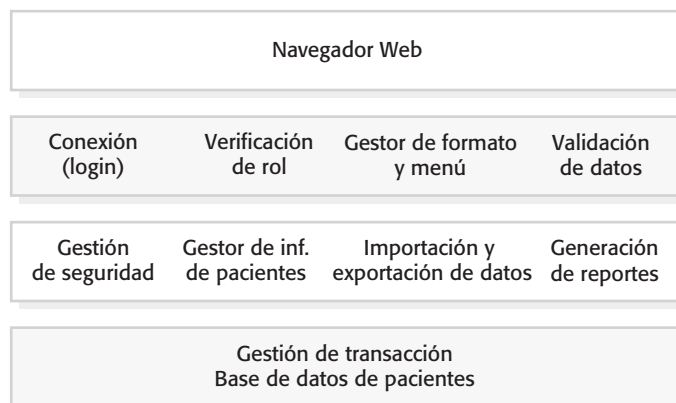 Navegador Web
Conexión
(login)
Verificación
de rol
Gestor de formato
y menú
Validación
de datos
Gestión
de seguridad
Gestor de inf.
de pacientes
Importación y
exportación de datos
Generación
de reportes
Gestión de transacción
Base de datos de pacientes